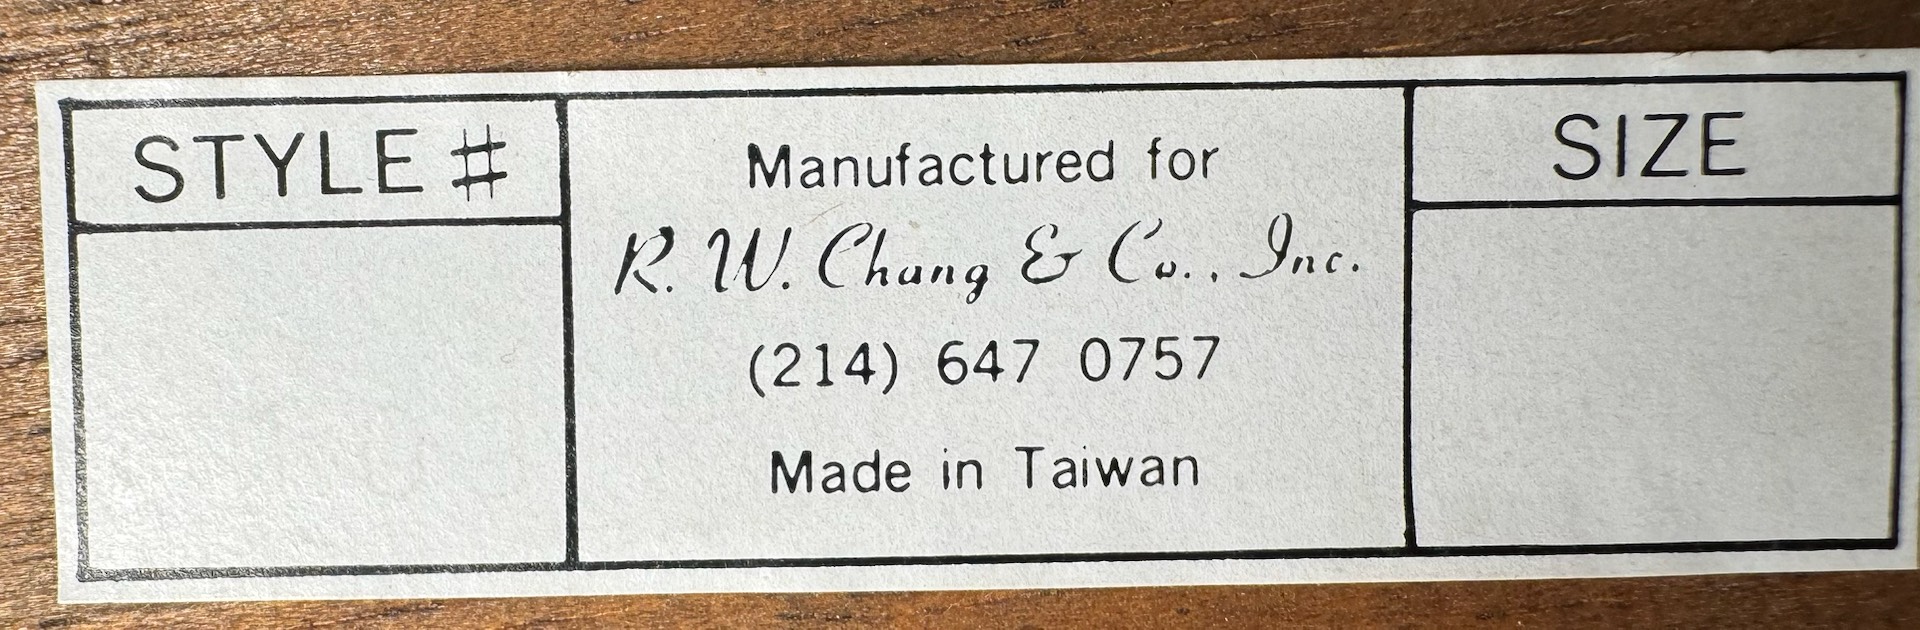 STYLE #
Manufactured for
R. W. Chang & Co., Inc.
(214) 647 0757
Made in Taiwan
SIZE